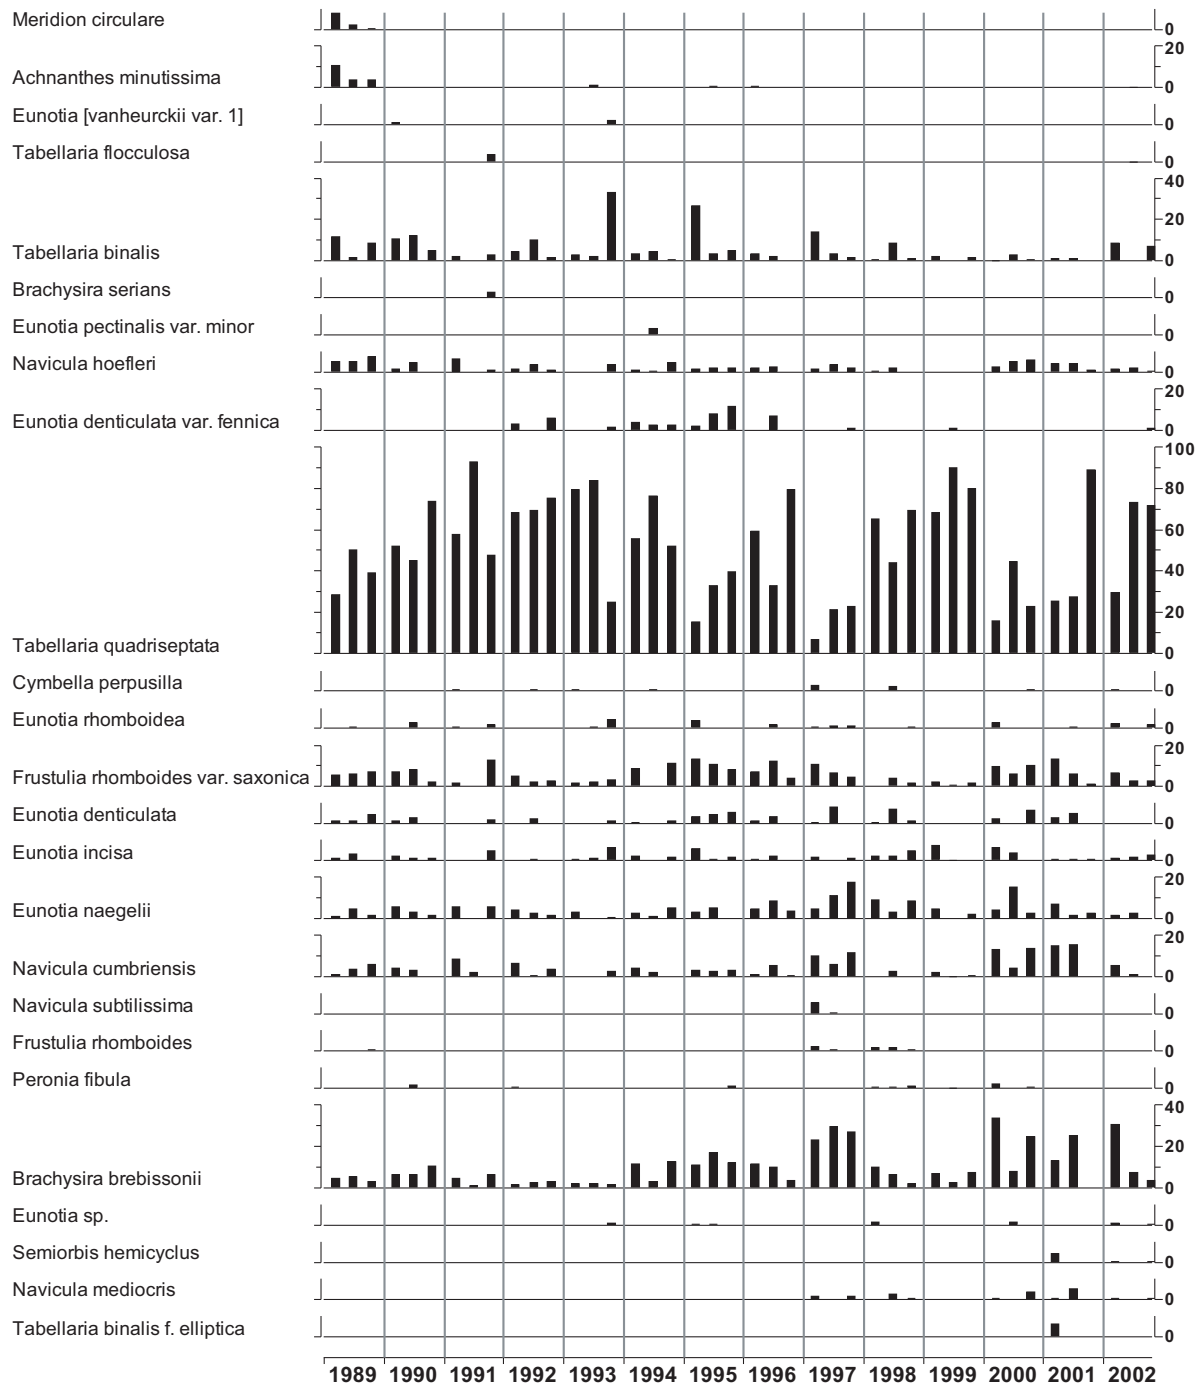 Meridion circulare 0
20
Achnanthes minutissima 0
Eunotia [vanheurckii var. 1] 0
Tabellaria flocculosa 0
40
20
Tabellaria binalis 0
Brachysira serians 0
Eunotia pectinalis var. minor 0
Navicula hoefleri 0
20
Eunotia denticulata var. fennica 0
100
80
60
40
20
Tabellaria quadriseptata 0
Cymbella perpusilla 0
Eunotia rhomboidea 0
20
Frustulia rhomboides var. saxonica 0
Eunotia denticulata 0
Eunotia incisa 0
20
Eunotia naegelii 0
20
Navicula cumbriensis 0
Navicula subtilissima 0
Frustulia rhomboides 0
Peronia fibula 0
40
20
Brachysira brebissonii 0
Eunotia sp. 0
Semiorbis hemicyclus 0
Navicula mediocris 0
Tabellaria binalis f. elliptica 0
1989 1990 1991 1992 1993 1994 1995 1996 1997 1998 1999 2000 2001 2002